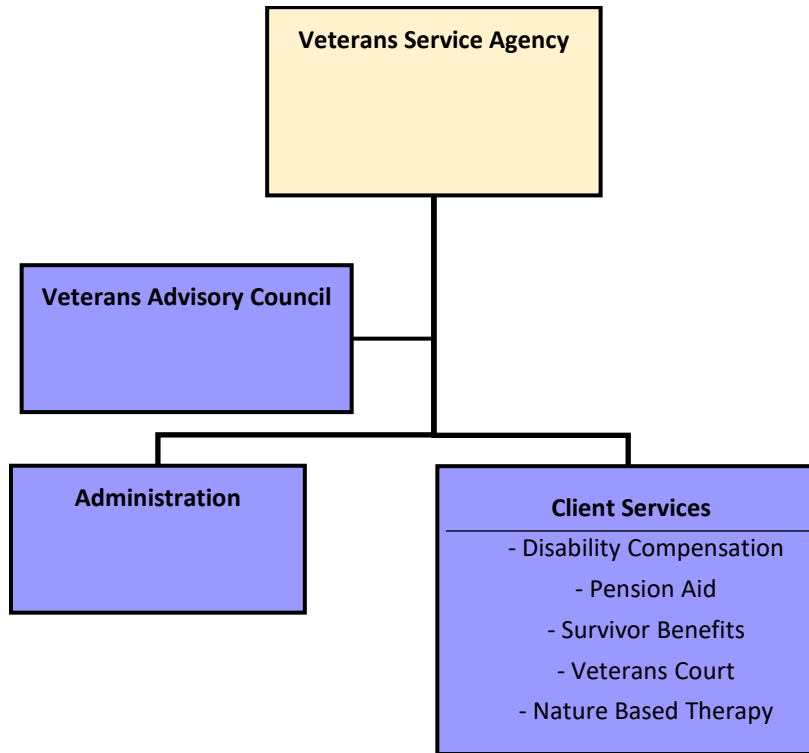 Veterans Service Agency
Veterans Advisory Council
Administration
Client Services
- Disability Compensation
- Pension Aid
- Survivor Benefits
- Veterans Court
- Nature Based Therapy